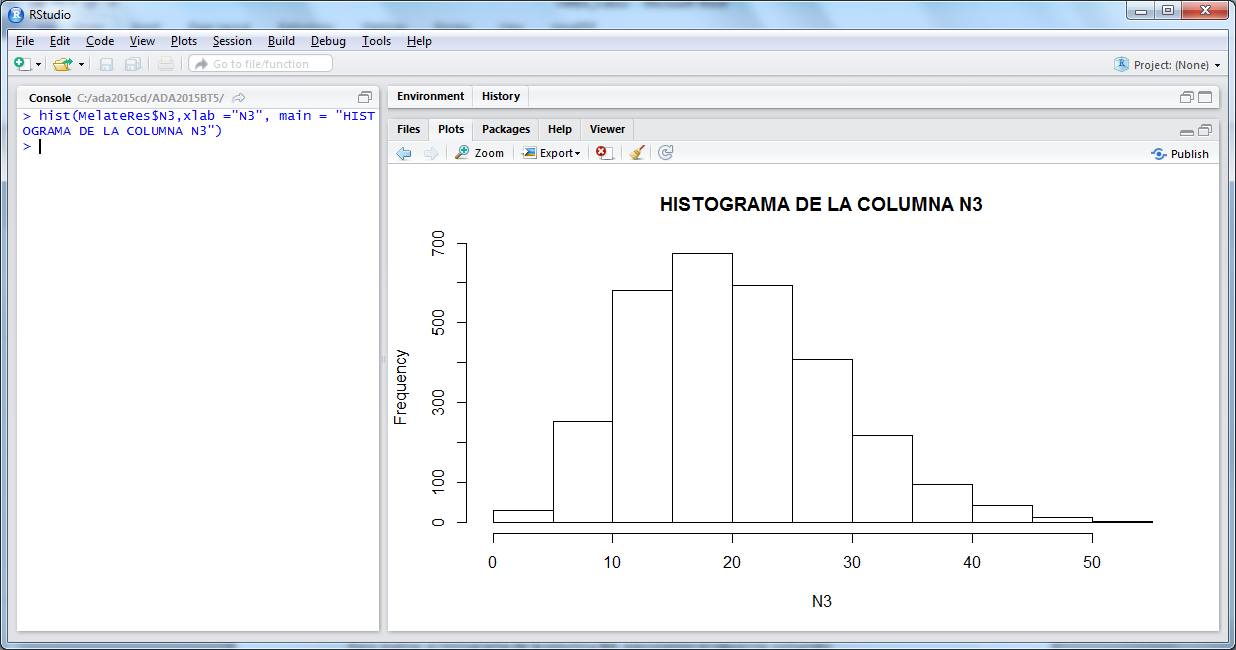 RStudio
File Edit Code View Plots Session Build Debug Tools Help
Go to file/function
Project: (None)
Console C:/ada2015cd/ADA2015BT5/
> hist(MelateRes$N3,xlab ="N3", main = "HIST
OGRAMA DE LA COLUMNA N3")
>
Environment History
Files Plots Packages Help Viewer
Zoom Export Publish
HISTOGRAMA DE LA COLUMNA N3
Frequency
700
500
300
100
0
0 10 20 30 40 50
N3